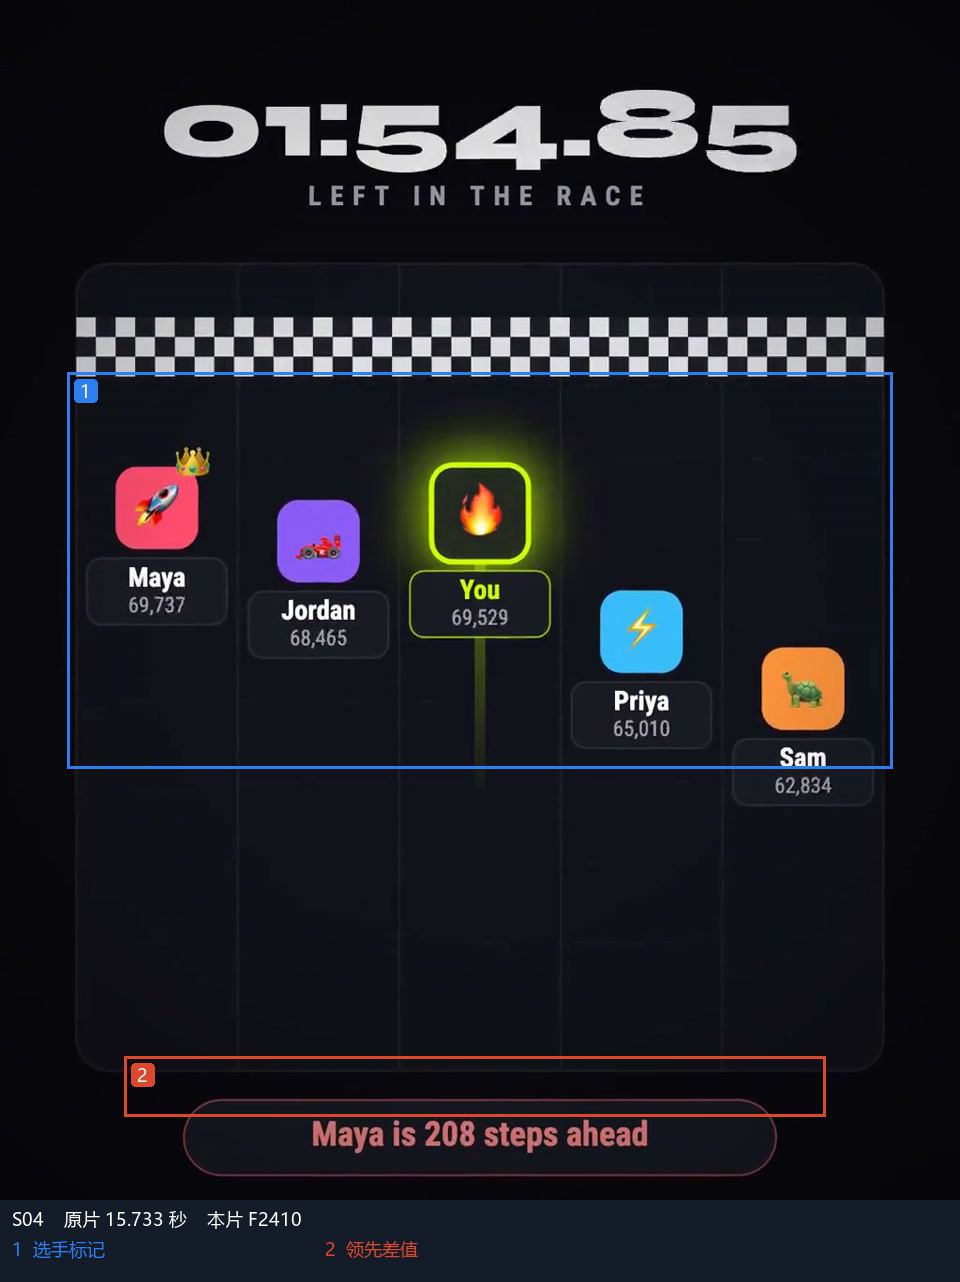 01:54.85
LEFT IN THE RACE
1
Maya
69,737
Jordan
68,465
You
69,529
Priya
65,010
Sam
62,834
2
Maya is 208 steps ahead
S04 原片 15.733 秒 本片 F2410
1 选手标记 2 领先差值